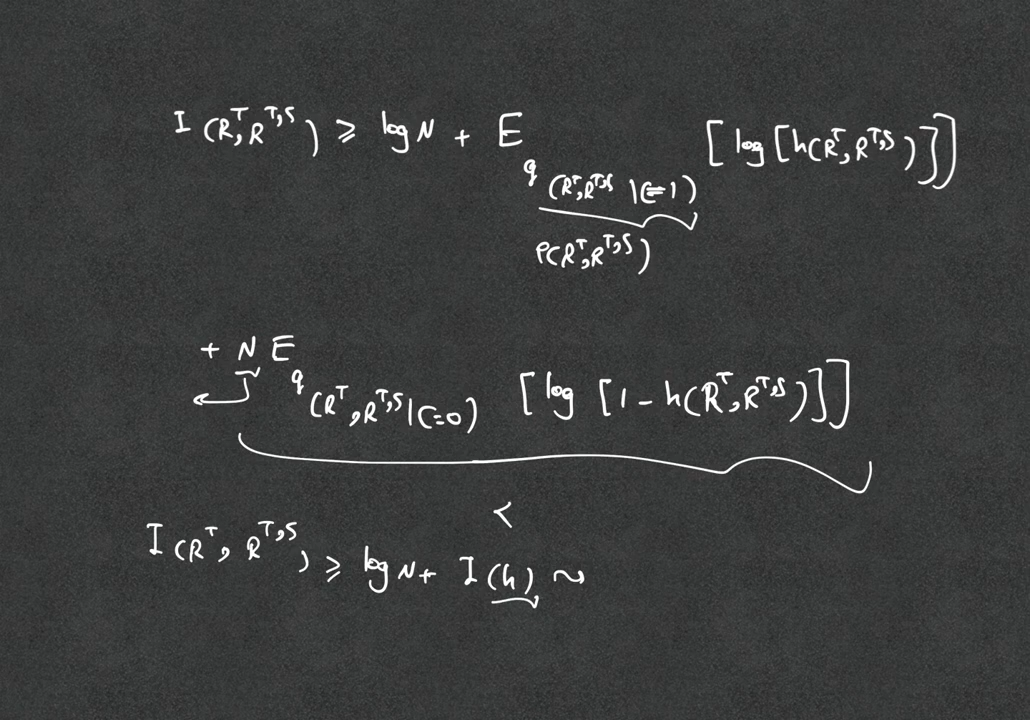 I(R^T, R^{T,S}) ≥ log N + E_{q(R^T, R^{T,S} | C=1)} [log [h(R^T, R^{T,S})]]
P(R^T, R^{T,S})
+ N E_{q(R^T, R^{T,S} | C=0)} [log [1 - h(R^T, R^{T,S})]]
<
I(R^T, R^{T,S}) ≥ log N + I(h) ~